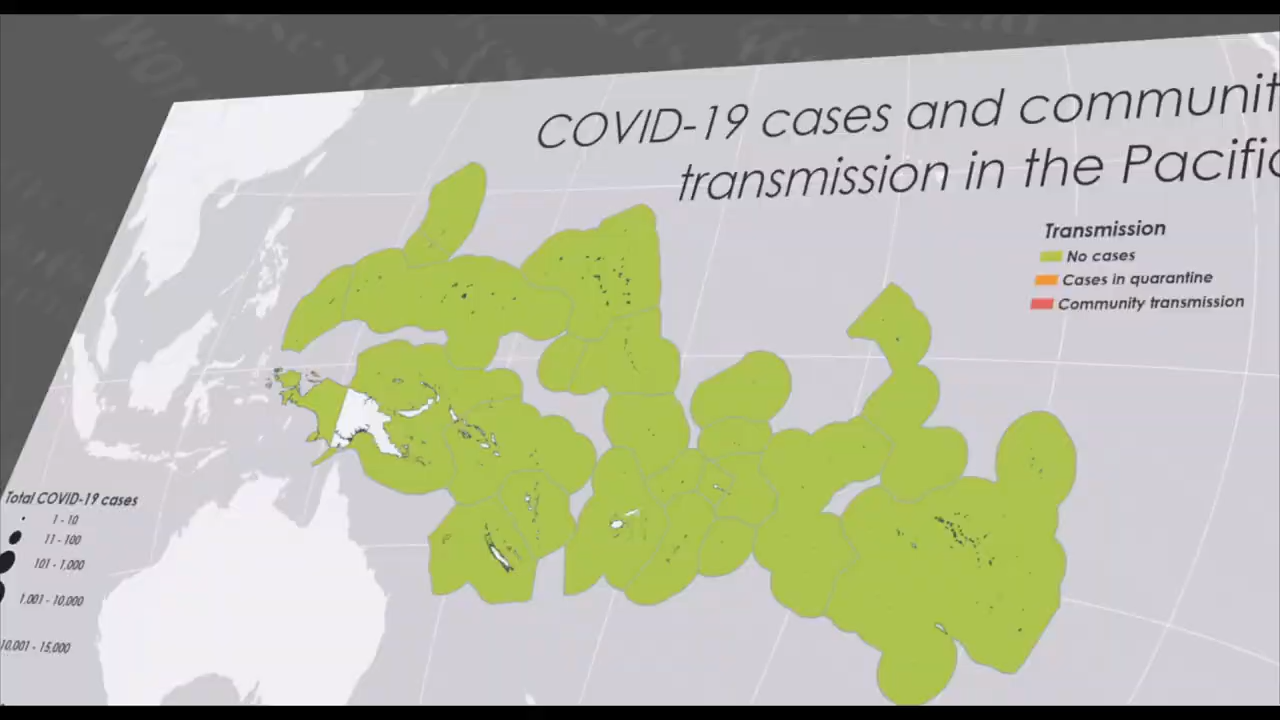 COVID-19 cases and communit
transmission in the Pacific
Transmission
No cases
Cases in quarantine
Community transmission
Total COVID-19 cases
1 - 10
11 - 100
101 - 1,000
1,001 - 10,000
10,001 - 15,000